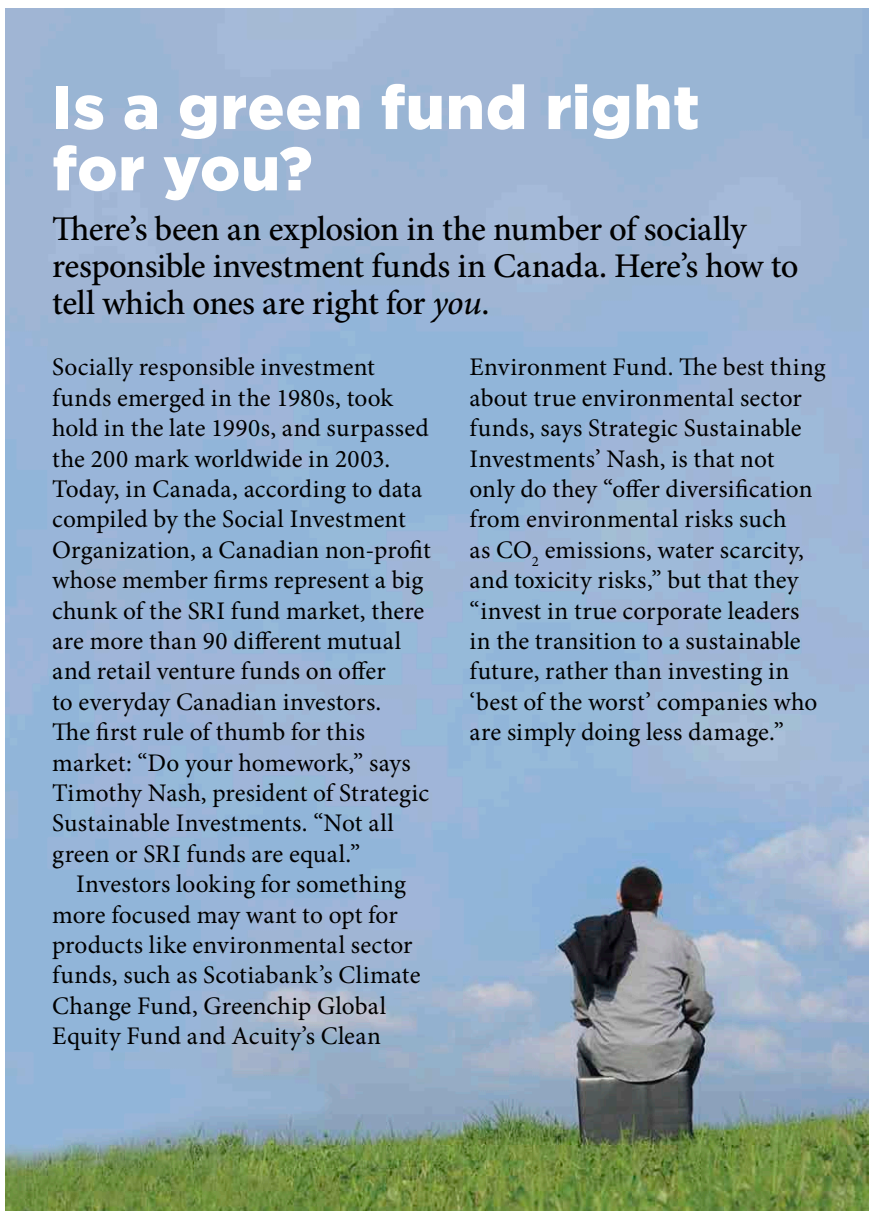 Is a green fund right
for you?
There’s been an explosion in the number of socially
responsible investment funds in Canada. Here’s how to
tell which ones are right for you.
Socially responsible investment
funds emerged in the 1980s, took
hold in the late 1990s, and surpassed
the 200 mark worldwide in 2003.
Today, in Canada, according to data
compiled by the Social Investment
Organization, a Canadian non-profit
whose member firms represent a big
chunk of the SRI fund market, there
are more than 90 different mutual
and retail venture funds on offer
to everyday Canadian investors.
The first rule of thumb for this
market: “Do your homework,” says
Timothy Nash, president of Strategic
Sustainable Investments. “Not all
green or SRI funds are equal.”
Investors looking for something
more focused may want to opt for
products like environmental sector
funds, such as Scotiabank’s Climate
Change Fund, Greenchip Global
Equity Fund and Acuity’s Clean
Environment Fund. The best thing
about true environmental sector
funds, says Strategic Sustainable
Investments’ Nash, is that not
only do they “offer diversification
from environmental risks such
as CO₂ emissions, water scarcity,
and toxicity risks,” but that they
“invest in true corporate leaders
in the transition to a sustainable
future, rather than investing in
‘best of the worst’ companies who
are simply doing less damage.”